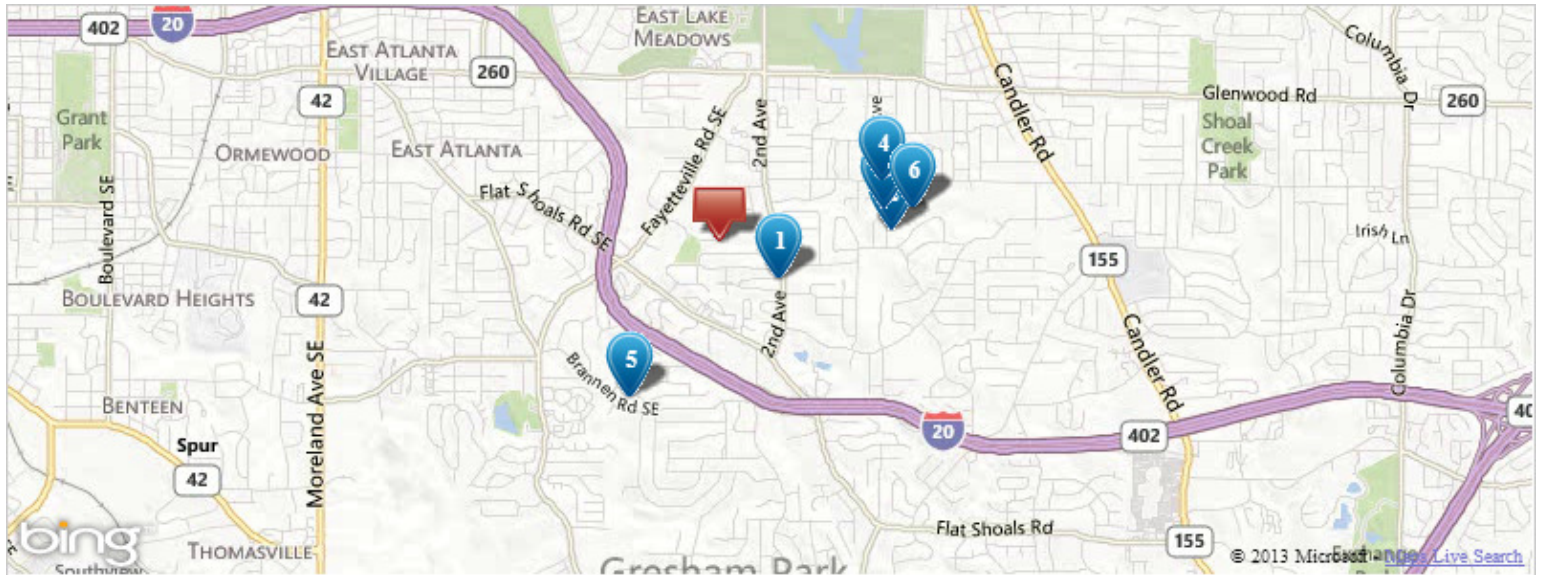 402
20
EAST LAKE
MEADOWS
Columbia Dr
EAST ATLANTA
VILLAGE
260
42
Candler Rd
Glenwood Rd
260
Grant
Park
Fayetteville Rd SE
2nd Ave
Shoal
Creek
Park
ORMEWOOD
EAST ATLANTA
4
6
Boulevard SE
Flat Shoals Rd SE
1
Irish Ln
155
BOULEVARD HEIGHTS
42
2nd Ave
Columbia Dr
Candler Rd
5
Brannen Rd SE
Moreland Ave SE
BENTEEN
20
402
Spur
42
Flat Shoals Rd
155
bing
THOMASVILLE
Southview
Gresham Park
© 2013 Microsoft
Live Search